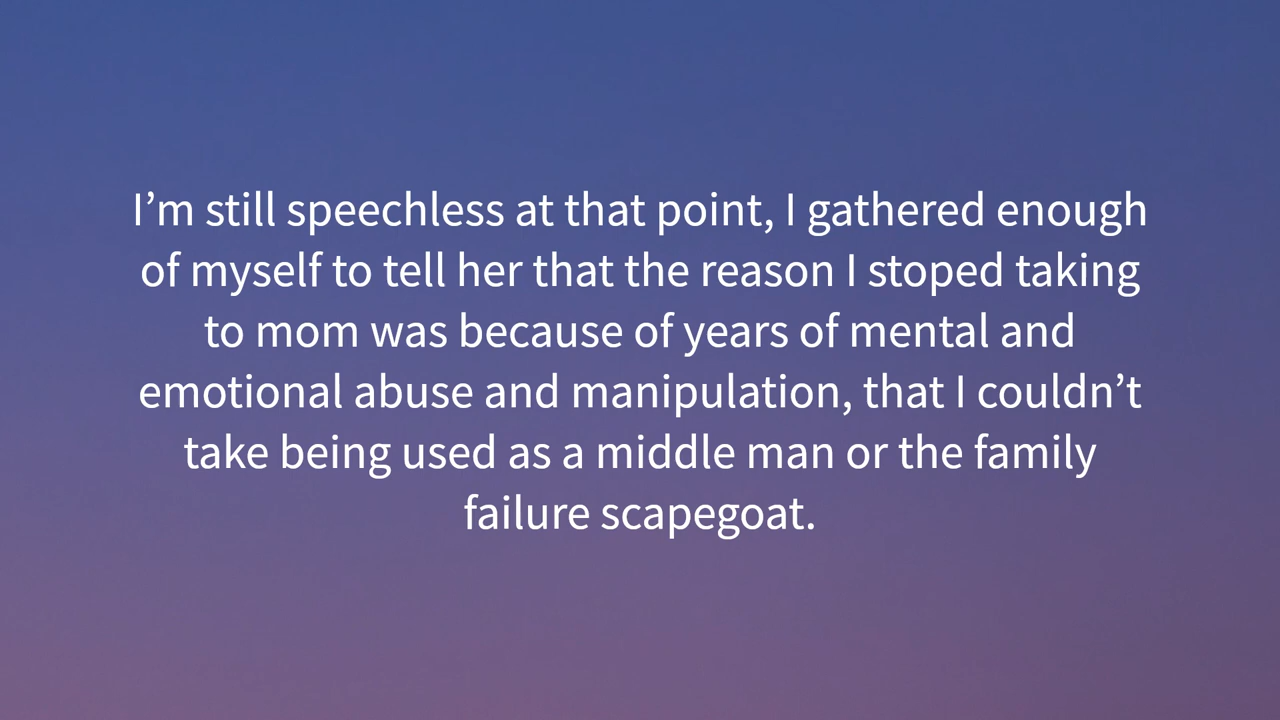 I’m still speechless at that point, I gathered enough
of myself to tell her that the reason I stoped taking
to mom was because of years of mental and
emotional abuse and manipulation, that I couldn’t
take being used as a middle man or the family
failure scapegoat.